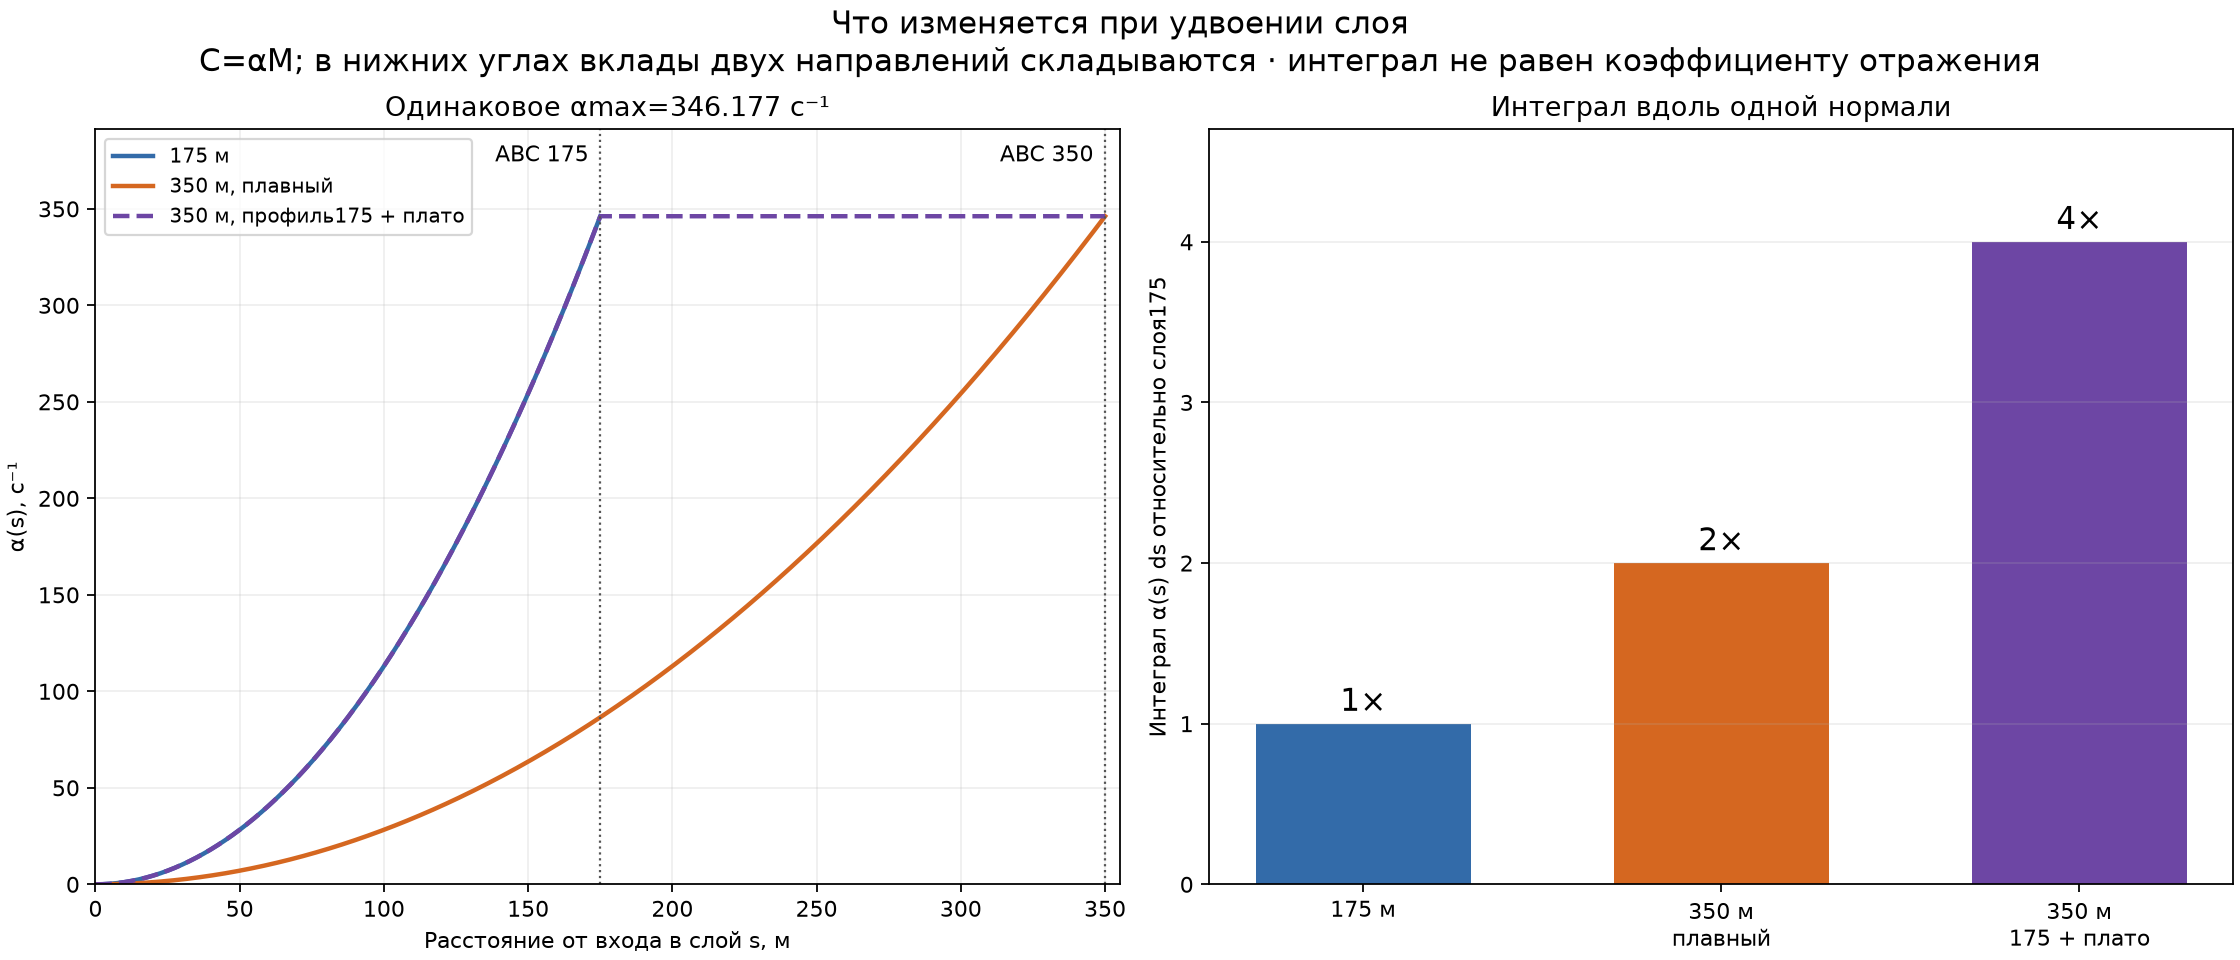 Что изменяется при удвоении слоя
C=αM; в нижних углах вклады двух направлений складываются · интеграл не равен коэффициенту отражения
Одинаковое αmax=346.177 с⁻¹
175 м
350 м, плавный
350 м, профиль175 + плато
ABC 175
ABC 350
α(s), с⁻¹
350
300
250
200
150
100
50
0
0 50 100 150 200 250 300 350
Расстояние от входа в слой s, м
Интеграл вдоль одной нормали
Интеграл α(s) ds относительно слоя175
4
3
2
1
0
1×
2×
4×
175 м
350 м
плавный
350 м
175 + плато